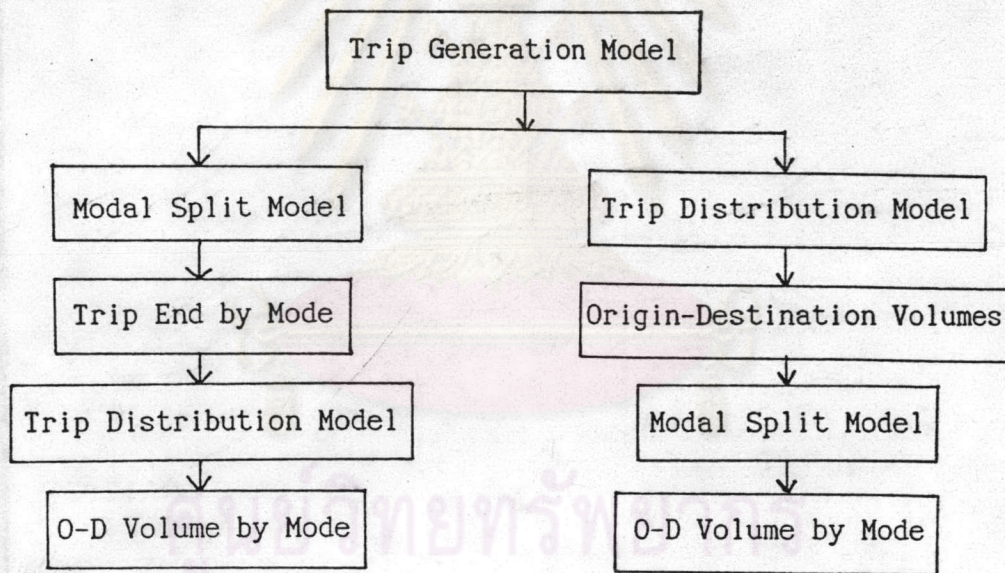 Trip Generation Model
Modal Split Model
Trip Distribution Model
Trip End by Mode
Origin-Destination Volumes
Trip Distribution Model
Modal Split Model
O-D Volume by Mode
O-D Volume by Mode
ศูนย์วิทยทรัพยากร